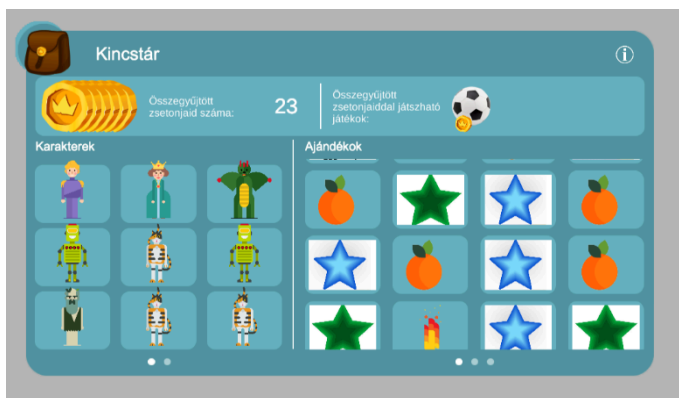 Kincstár
Összegyűjtött
zsetonjaid száma:
23
Összegyűjtött
zsetonjaiddal játszható
játékok:
Karakterek
Ajándékok